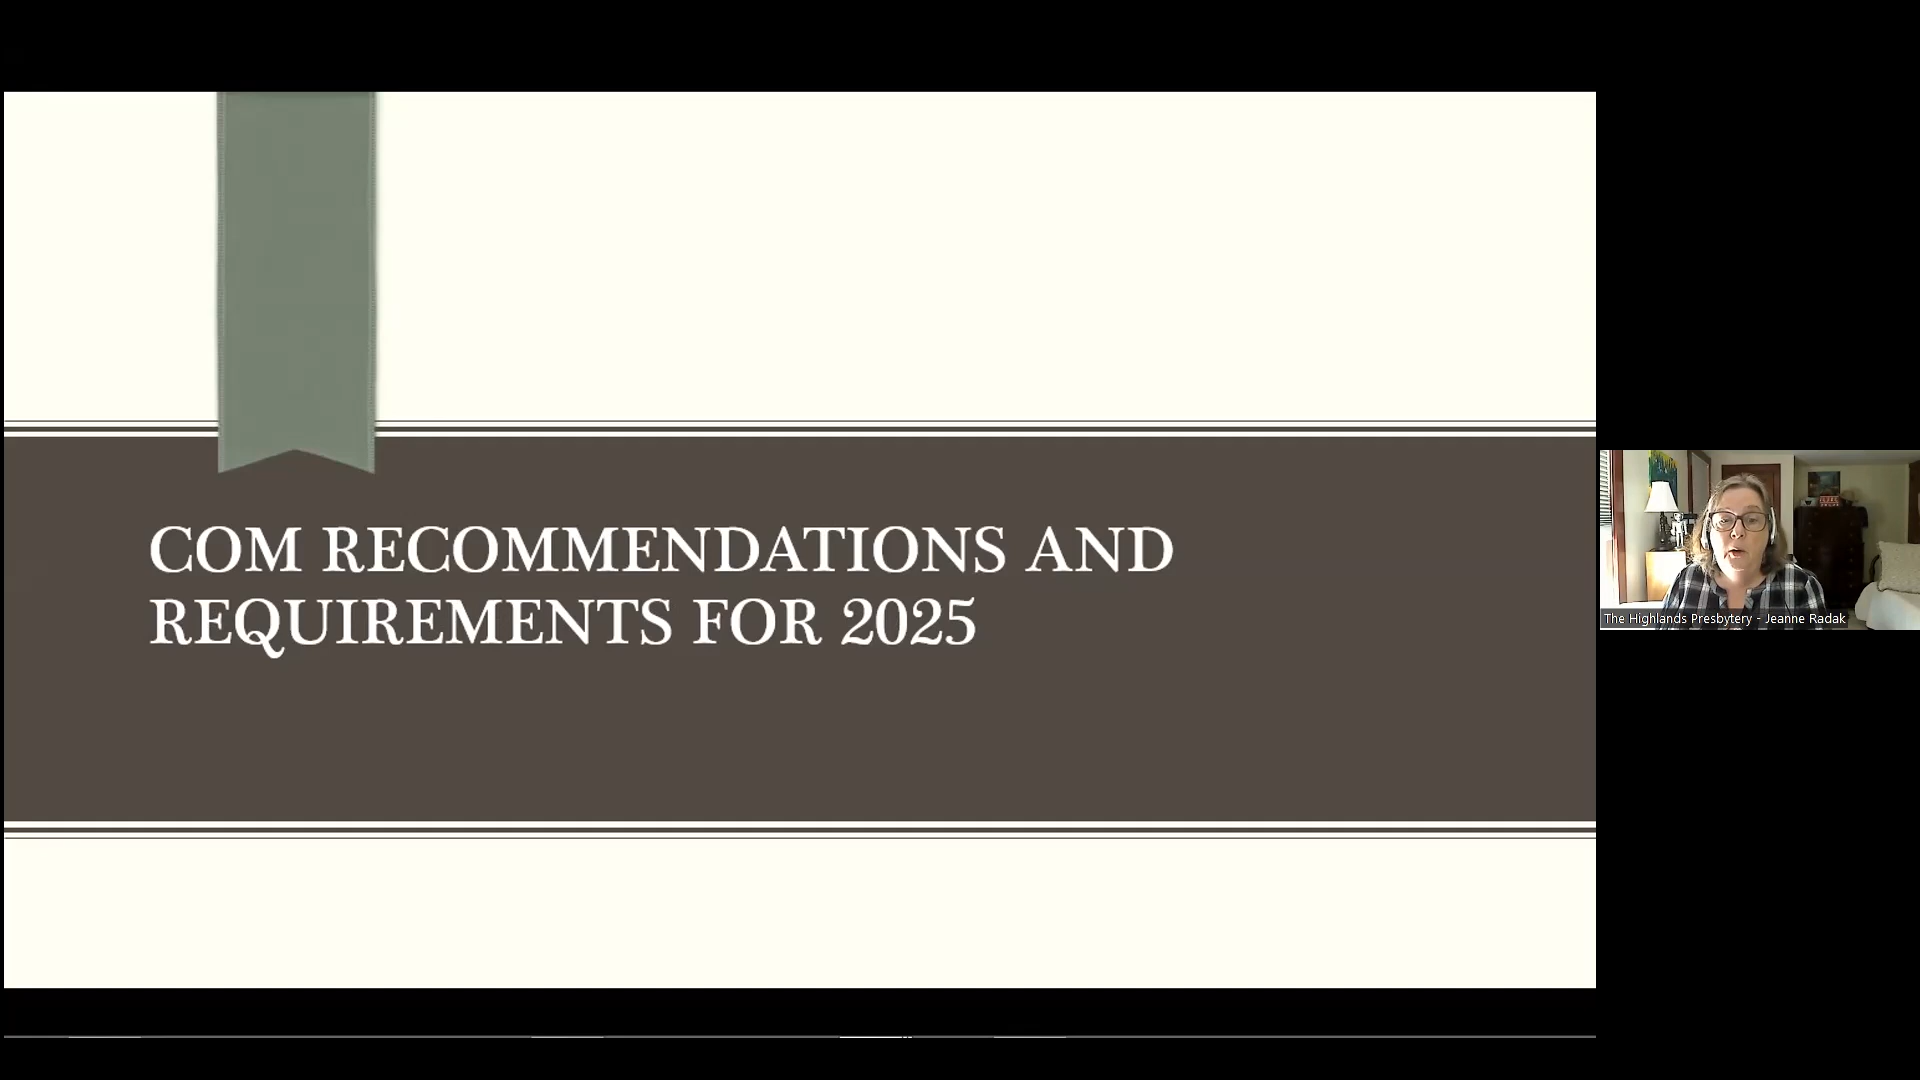 COM RECOMMENDATIONS AND
REQUIREMENTS FOR 2025
The Highlands Presbytery - Jeanne Radak